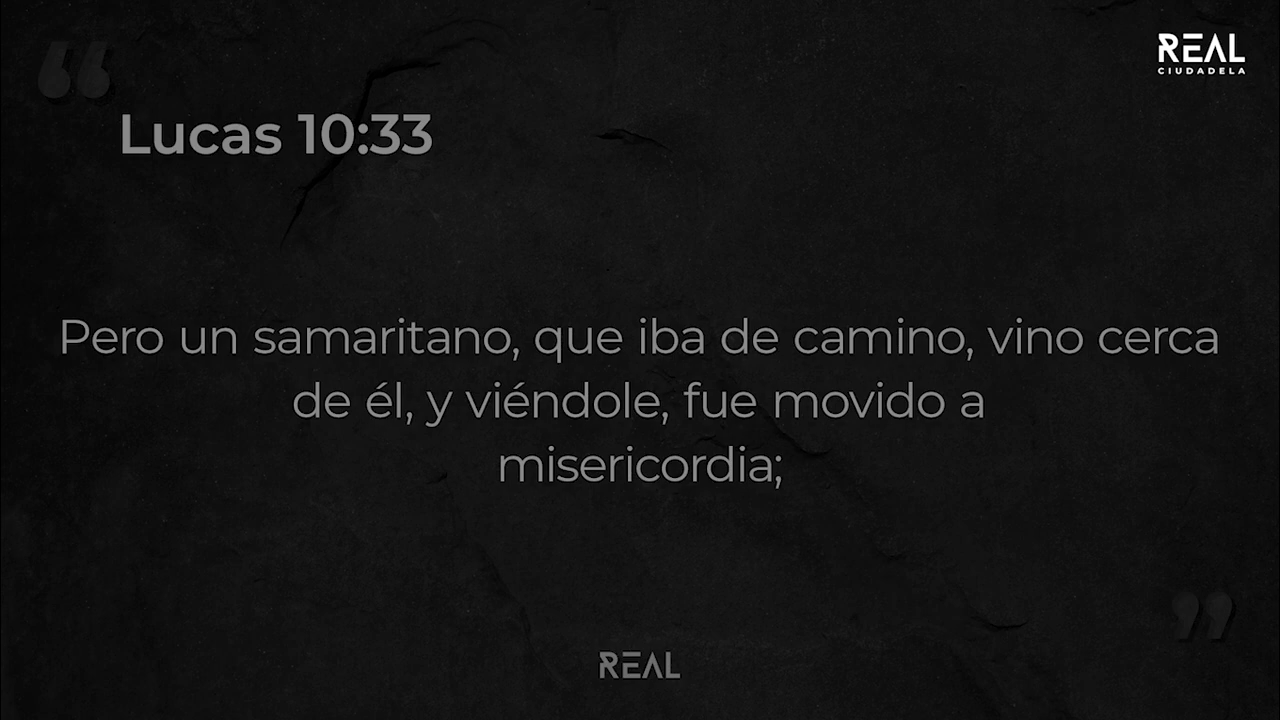 REAL
CIUDADELA
“
Lucas 10:33
Pero un samaritano, que iba de camino, vino cerca
de él, y viéndole, fue movido a
misericordia;
”
REAL